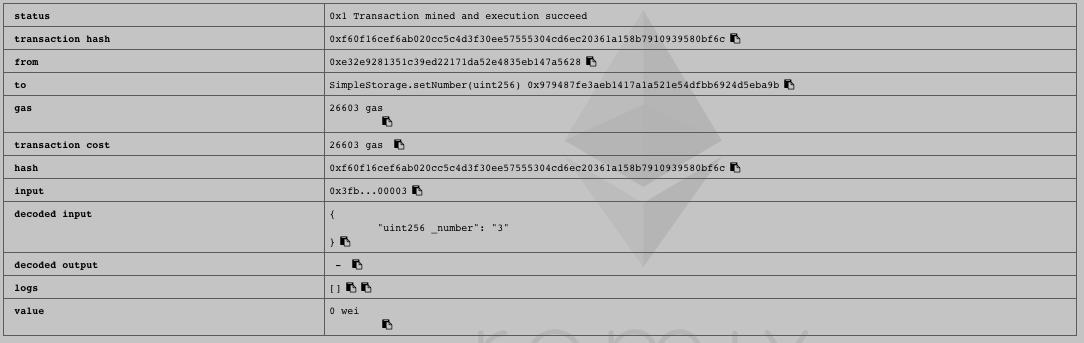 status 0x1 Transaction mined and execution succeed
transaction hash 0xf60f16cef6ab020cc5c4d3f30ee57555304cd6ec20361a158b7910939580bf6c
from 0xe32e9281351c39ed22171da52e4835eb147a5628
to SimpleStorage.setNumber(uint256) 0x979487fe3aeb1417a1a521e54dfbb6924d5eba9b
gas 26603 gas
transaction cost 26603 gas
hash 0xf60f16cef6ab020cc5c4d3f30ee57555304cd6ec20361a158b7910939580bf6c
input 0x3fb...00003
decoded input {
"uint256 _number": "3"
}
decoded output -
logs []
value 0 wei
remix